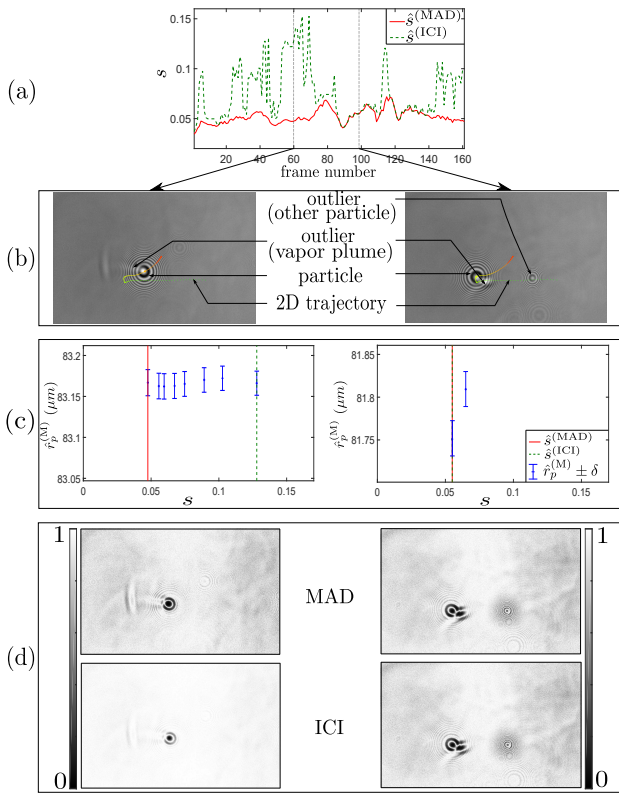 (a)
0.15
0.1
0.05
s
ŝ(MAD)
ŝ(ICI)
20 40 60 80 100 120 140 160
frame number
(b)
outlier
(other particle)
outlier
(vapor plume)
particle
2D trajectory
(c)
83.2
83.15
83.1
83.05
r̂p(M) (μm)
0 0.05 0.1 0.15
s
81.85
81.8
81.75
r̂p(M) (μm)
0 0.05 0.1 0.15
s
ŝ(MAD)
ŝ(ICI)
r̂p(M) ± δ
(d)
1
0
MAD
ICI
1
0